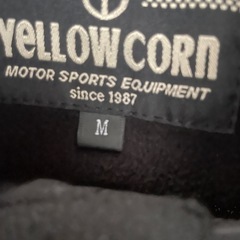 YeLLOW CORN
MOTOR SPORTS EQUIPMENT
since 1987
M